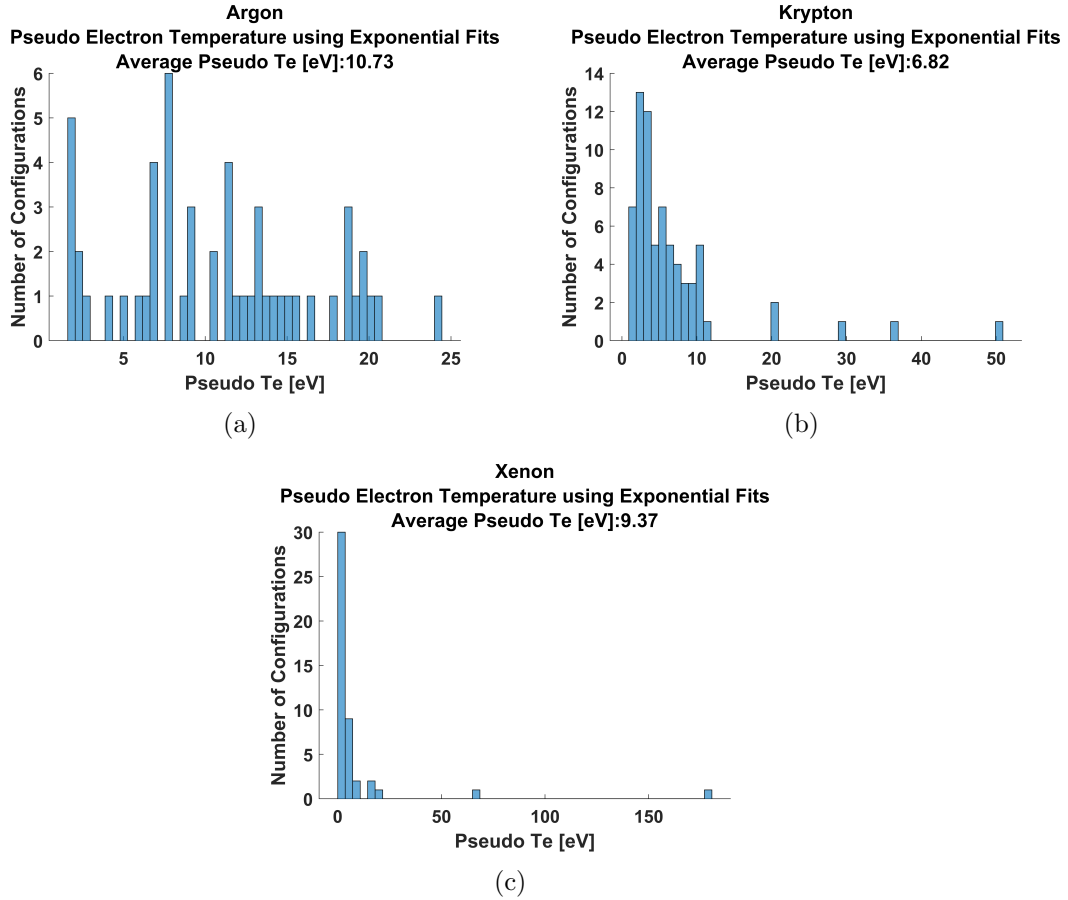 Argon
Pseudo Electron Temperature using Exponential Fits
Average Pseudo Te [eV]:10.73
Number of Configurations
6
5
4
3
2
1
0
5
10
15
20
25
Pseudo Te [eV]
(a)
Krypton
Pseudo Electron Temperature using Exponential Fits
Average Pseudo Te [eV]:6.82
Number of Configurations
14
12
10
8
6
4
2
0
0
10
20
30
40
50
Pseudo Te [eV]
(b)
Xenon
Pseudo Electron Temperature using Exponential Fits
Average Pseudo Te [eV]:9.37
Number of Configurations
30
25
20
15
10
5
0
0
50
100
150
Pseudo Te [eV]
(c)